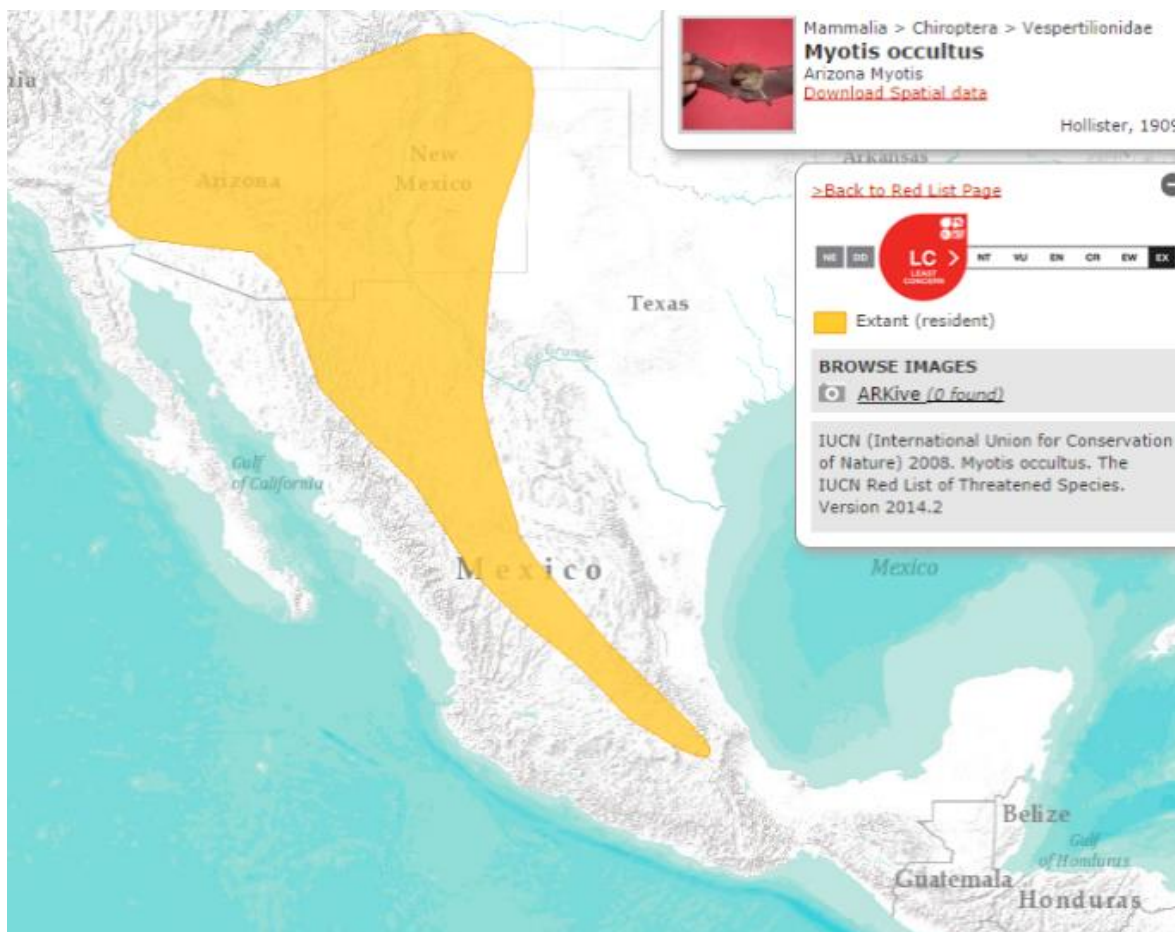 Mammalia > Chiroptera > Vespertilionidae
Myotis occultus
Arizona Myotis
Download Spatial data
Hollister, 1909
Arkansas
>Back to Red List Page
NE DD LC > NT VU EN CR EW EX
LEAST
CONCERN
Extant (resident)
BROWSE IMAGES
ARKive (0 found)
IUCN (International Union for Conservation
of Nature) 2008. Myotis occultus. The
IUCN Red List of Threatened Species.
Version 2014.2
nia
Arizona
New
Mexico
Texas
Gulf
of California
Mexico
Mexico
Belize
Gulf
of Honduras
Guatemala
Honduras